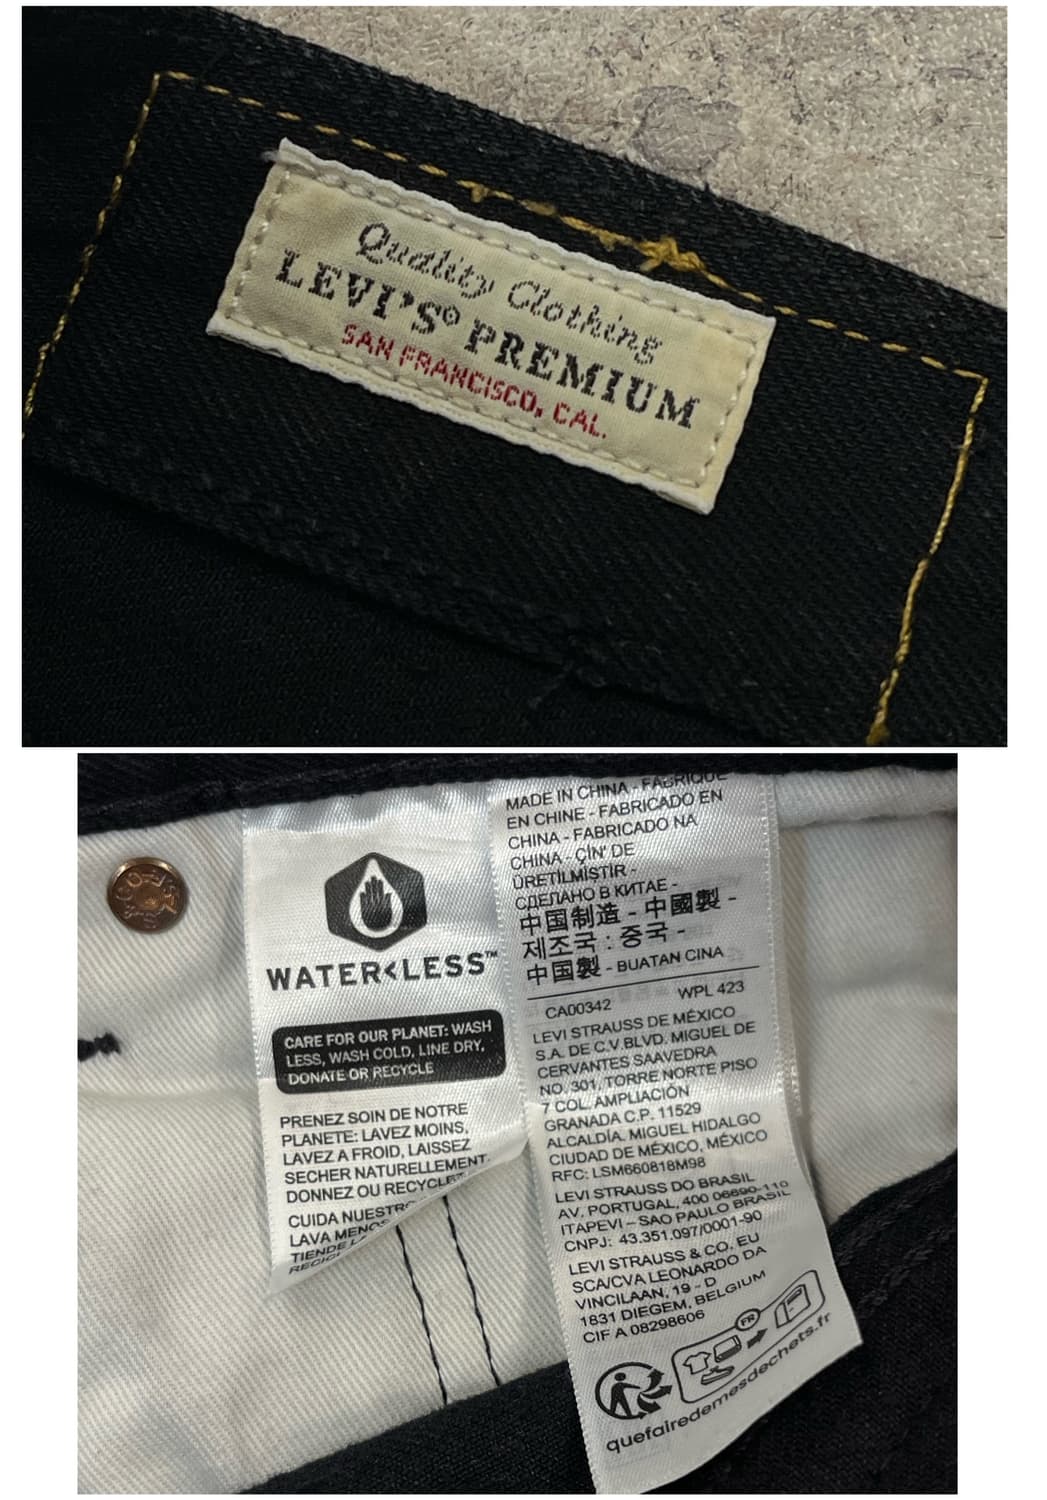 Quality Clothing
LEVI'S® PREMIUM
SAN FRANCISCO, CAL.
WATER<LESS™
CARE FOR OUR PLANET: WASH
LESS, WASH COLD, LINE DRY,
DONATE OR RECYCLE
PRENEZ SOIN DE NOTRE
PLANETE: LAVEZ MOINS,
LAVEZ A FROID, LAISSEZ
SECHER NATURELLEMENT.
DONNEZ OU RECYCLEZ
CUIDA NUESTRO
LAVA MENOS
TIENDE LA
RECICL
MADE IN CHINA - FABRIQUÉ
EN CHINE - FABRICADO EN
CHINA - FABRICADO NA
CHINA - ÇİN' DE
ÜRETİLMİŞTİR -
СДЕЛАНО В КИТАЕ -
中国制造 - 中國製 -
제조국 : 중국 -
中国製 - BUATAN CINA
CA00342 WPL 423
LEVI STRAUSS DE MÉXICO
S.A. DE C.V. BLVD. MIGUEL DE
CERVANTES SAAVEDRA
NO. 301, TORRE NORTE PISO
7 COL. AMPLIACIÓN
GRANADA C.P. 11529
ALCALDÍA. MIGUEL HIDALGO
CIUDAD DE MÉXICO, MÉXICO
RFC: LSM660818M98
LEVI STRAUSS DO BRASIL
AV. PORTUGAL, 400 06690-110
ITAPEVI – SAO PAULO BRASIL
CNPJ: 43.351.097/0001-90
LEVI STRAUSS & CO. EU
SCA/CVA LEONARDO DA
VINCILAAN, 19 - D
1831 DIEGEM, BELGIUM
CIF A 08298606
FR
quefairedemesdechets.fr